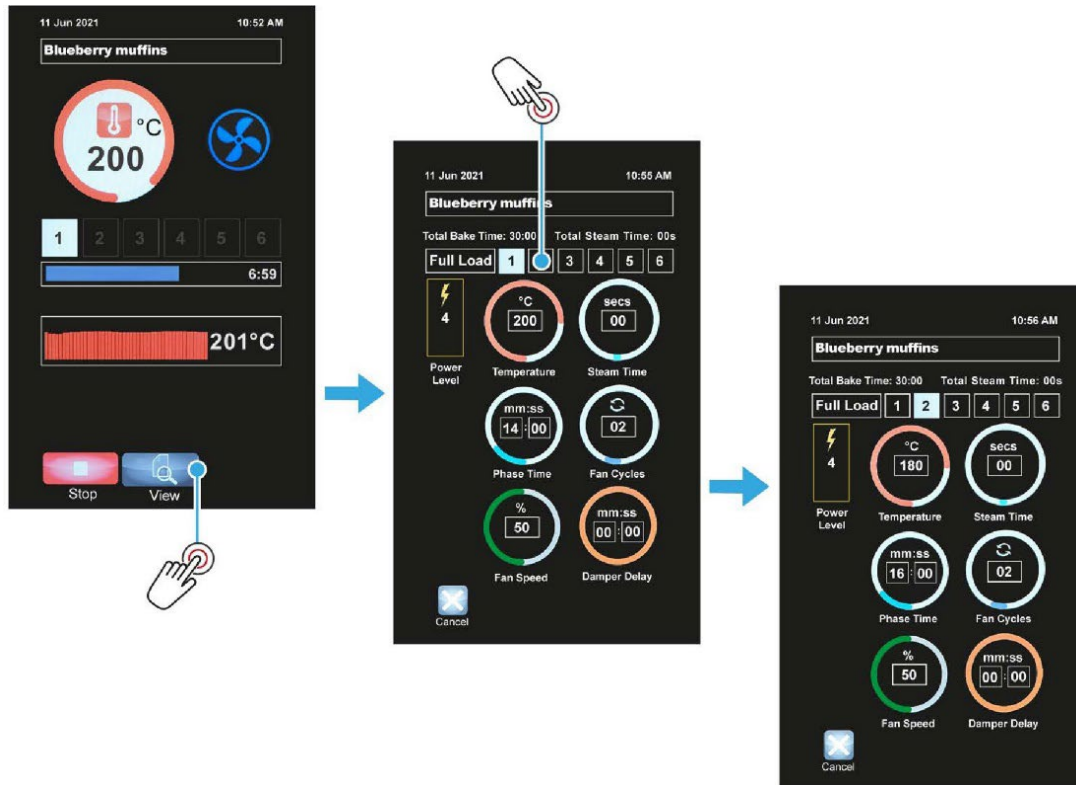 11 Jun 2021 10:52 AM
Blueberry muffins
°C
200
1 2 3 4 5 6
6:59
201°C
Stop View
11 Jun 2021 10:55 AM
Blueberry muffins
Total Bake Time: 30:00 Total Steam Time: 00s
Full Load 1 3 4 5 6
4
Power
Level
°C
200
Temperature
secs
00
Steam Time
mm:ss
14:00
Phase Time
02
Fan Cycles
%
50
Fan Speed
mm:ss
00:00
Damper Delay
Cancel
11 Jun 2021 10:56 AM
Blueberry muffins
Total Bake Time: 30:00 Total Steam Time: 00s
Full Load 1 2 3 4 5 6
4
Power
Level
°C
180
Temperature
secs
00
Steam Time
mm:ss
16:00
Phase Time
02
Fan Cycles
%
50
Fan Speed
mm:ss
00:00
Damper Delay
Cancel